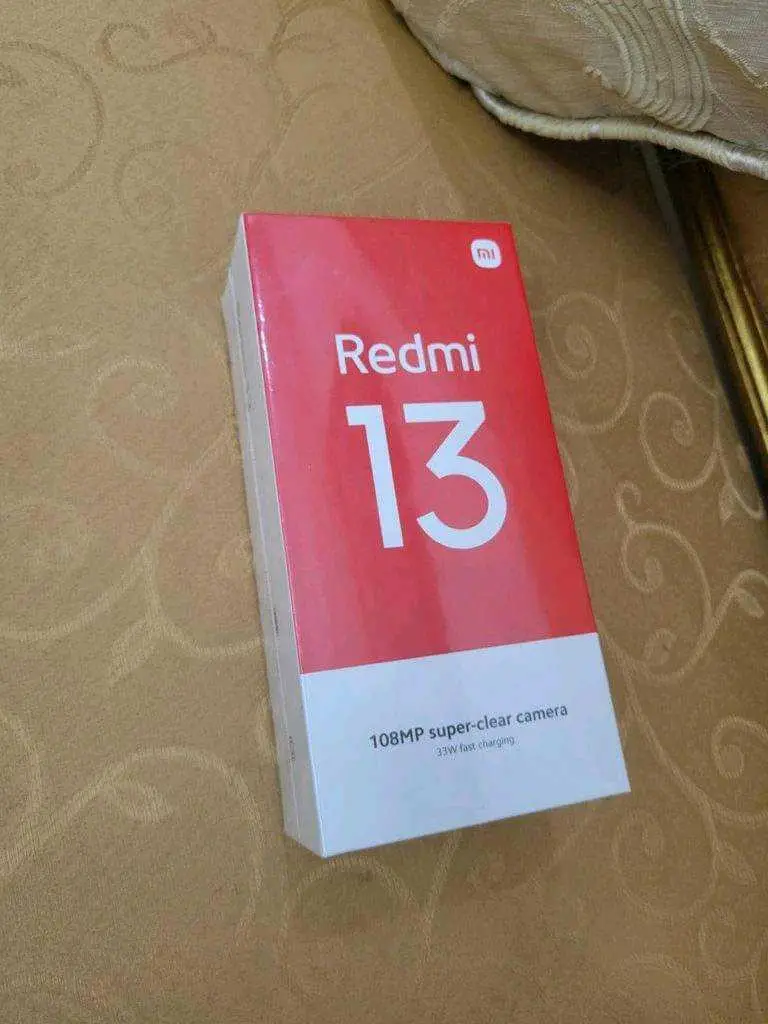 mi
Redmi
13
108MP super-clear camera
33W fast charging